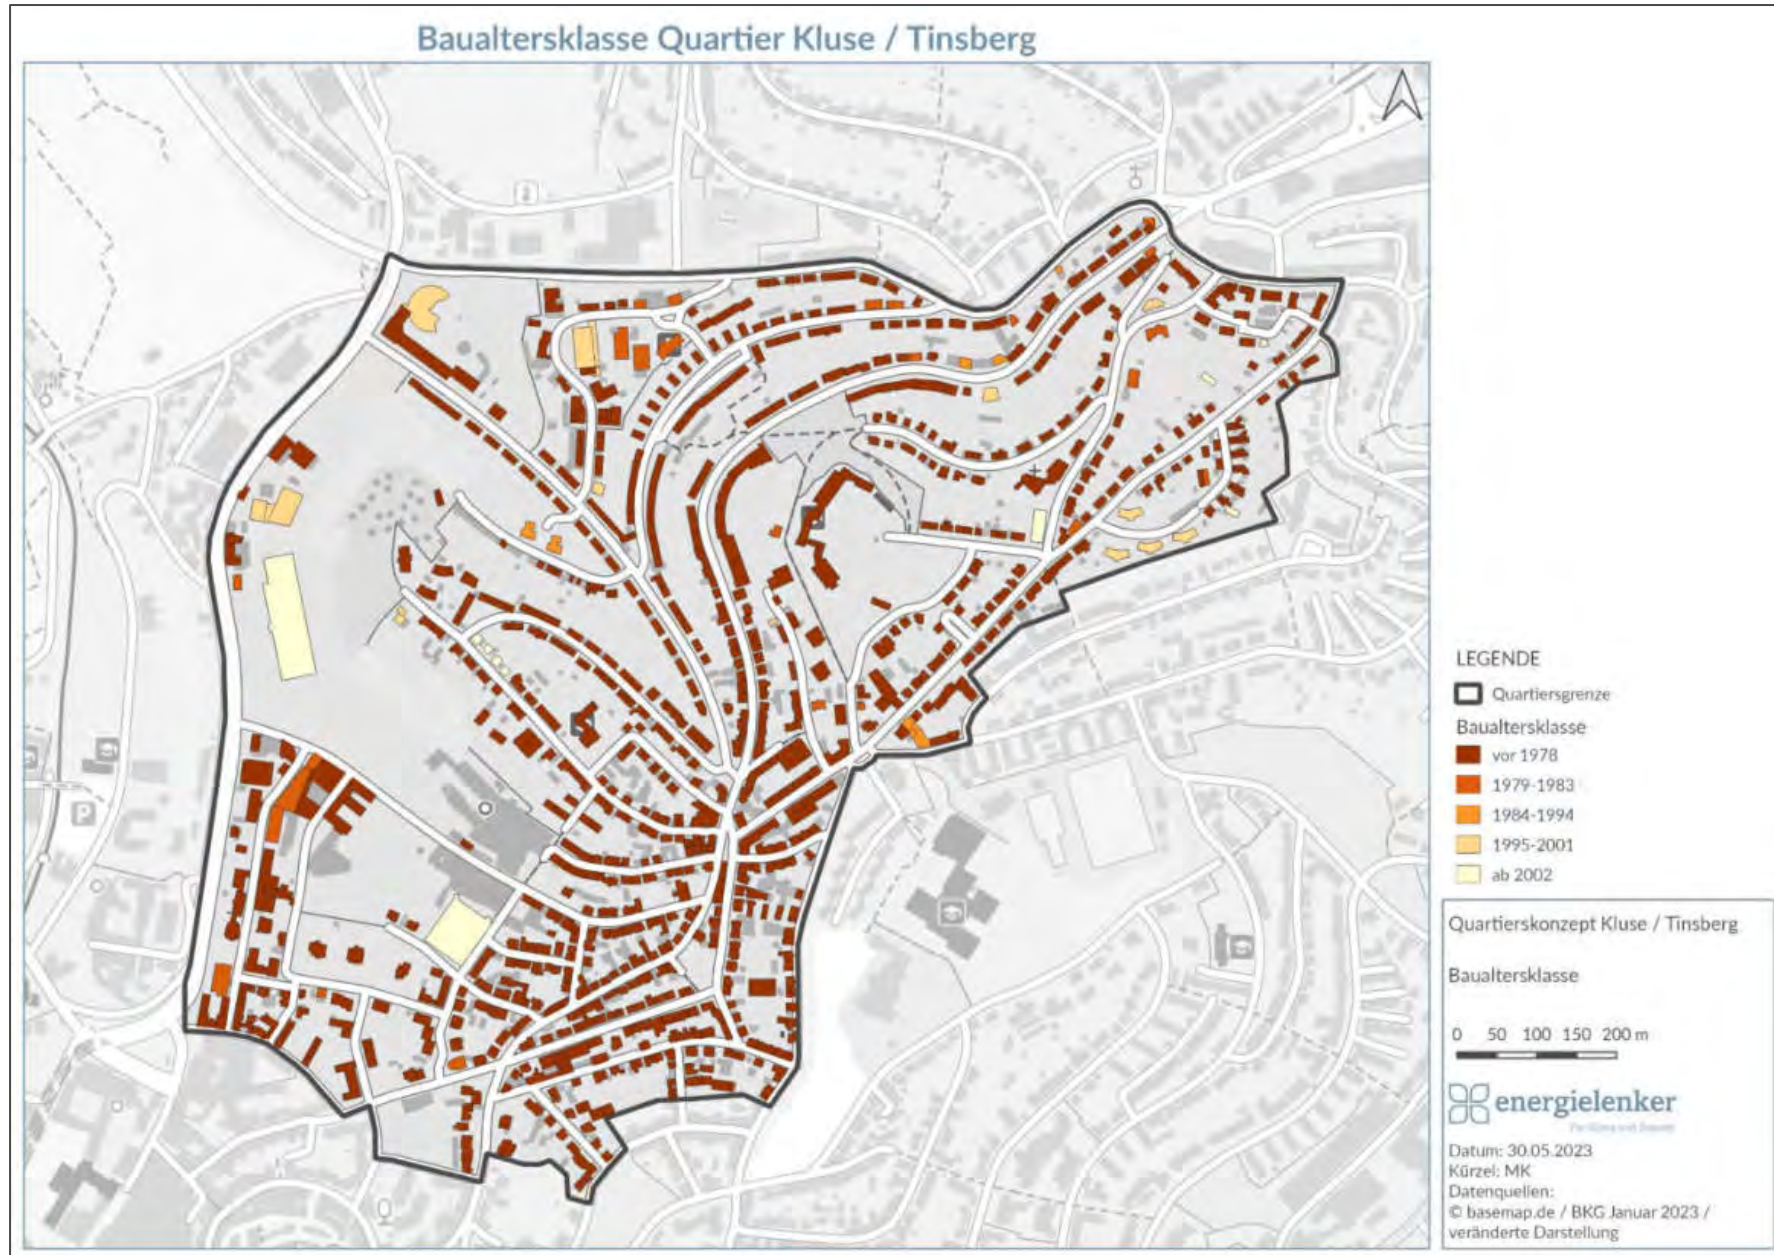 Baualtersklasse Quartier Kluse / Tinsberg
LEGENDE
Quartiersgrenze
Baualtersklasse
vor 1978
1979-1983
1984-1994
1995-2001
ab 2002
Quartierskonzept Kluse / Tinsberg
Baualtersklasse
0 50 100 150 200 m
energielenker
Datum: 30.05.2023
Kürzel: MK
Datenquellen:
© basemap.de / BKG Januar 2023 /
veränderte Darstellung